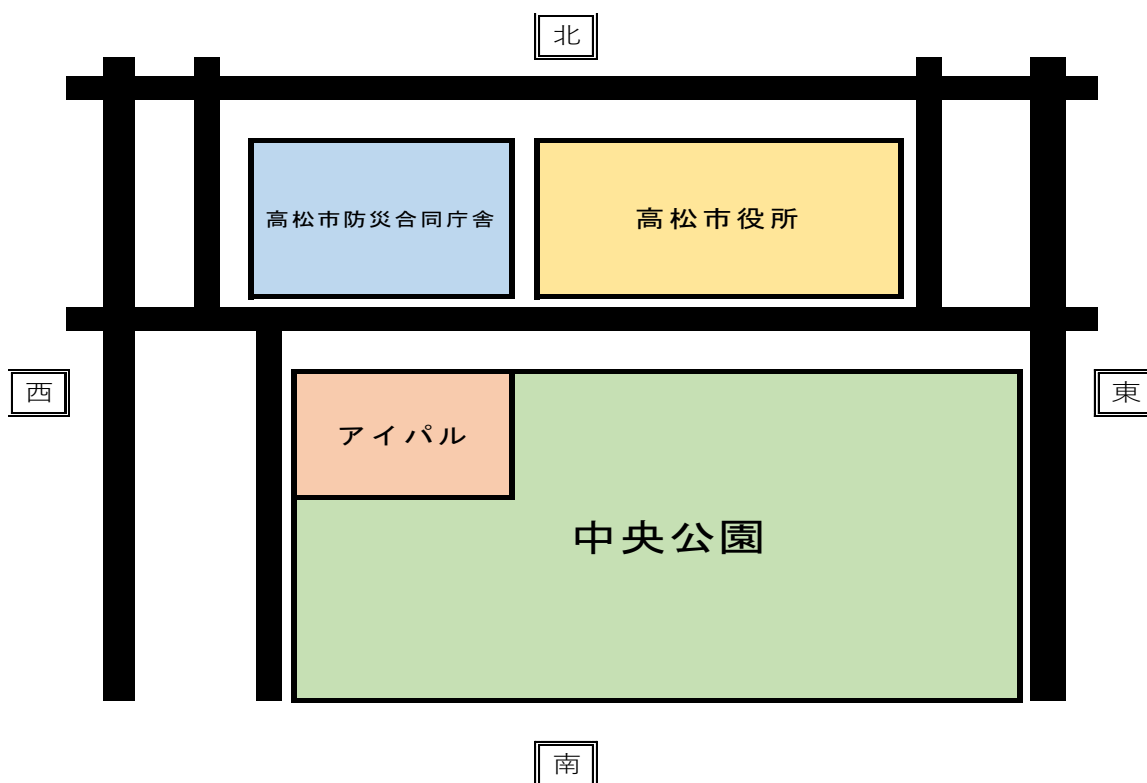 北
高松市防災合同庁舎
高松市役所
西
東
アイパル
中央公園
南